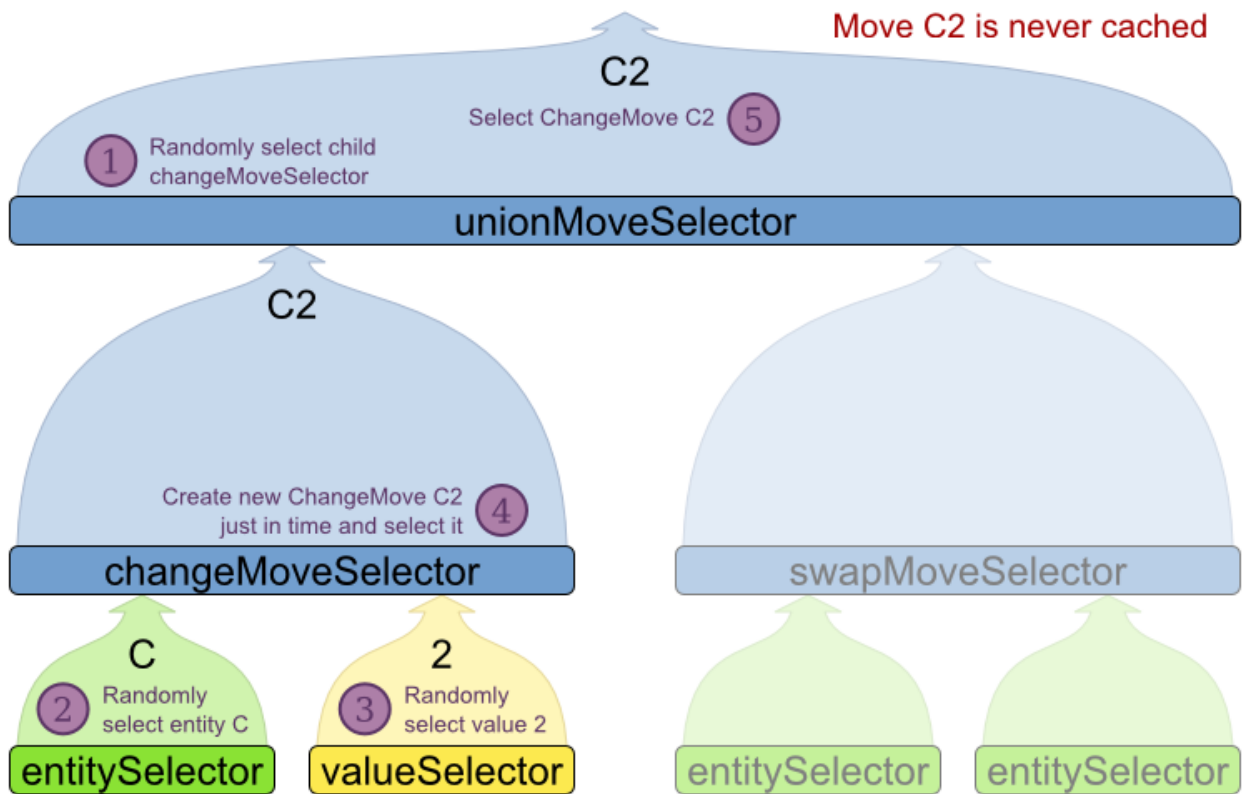 Move C2 is never cached
C2
Select ChangeMove C2
5
1
Randomly select child
changeMoveSelector
unionMoveSelector
C2
Create new ChangeMove C2
just in time and select it
4
changeMoveSelector
swapMoveSelector
C
2
2
Randomly
select entity C
3
Randomly
select value 2
entitySelector
valueSelector
entitySelector
entitySelector